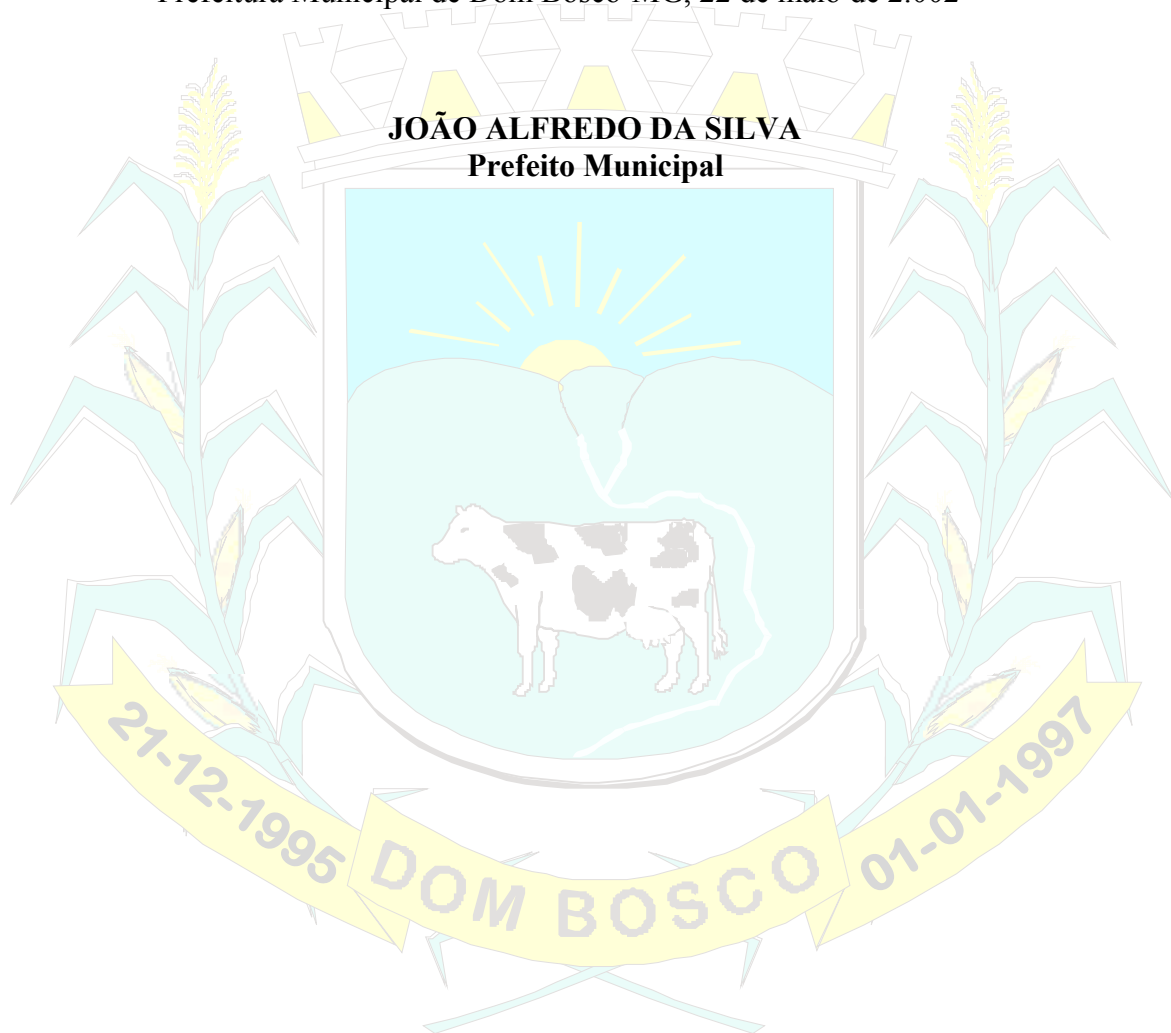 Prefeitura Municipal de Dom Bosco-MG, 22 de maio de 2.002
JOÃO ALFREDO DA SILVA
Prefeito Municipal
21-12-1995
DOM BOSCO
01-01-1997